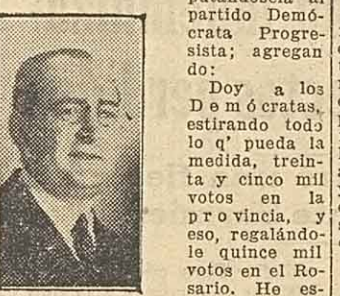 partido Demó-
crata Progre-
sista; agregan
do:
Doy a los
Demócratas,
estirando todo
lo q' pueda la
medida, trein-
ta y cinco mil
votos en la
provincia, y
eso, regalándo-
le quince mil
votos en el Ro-
sario. He es-